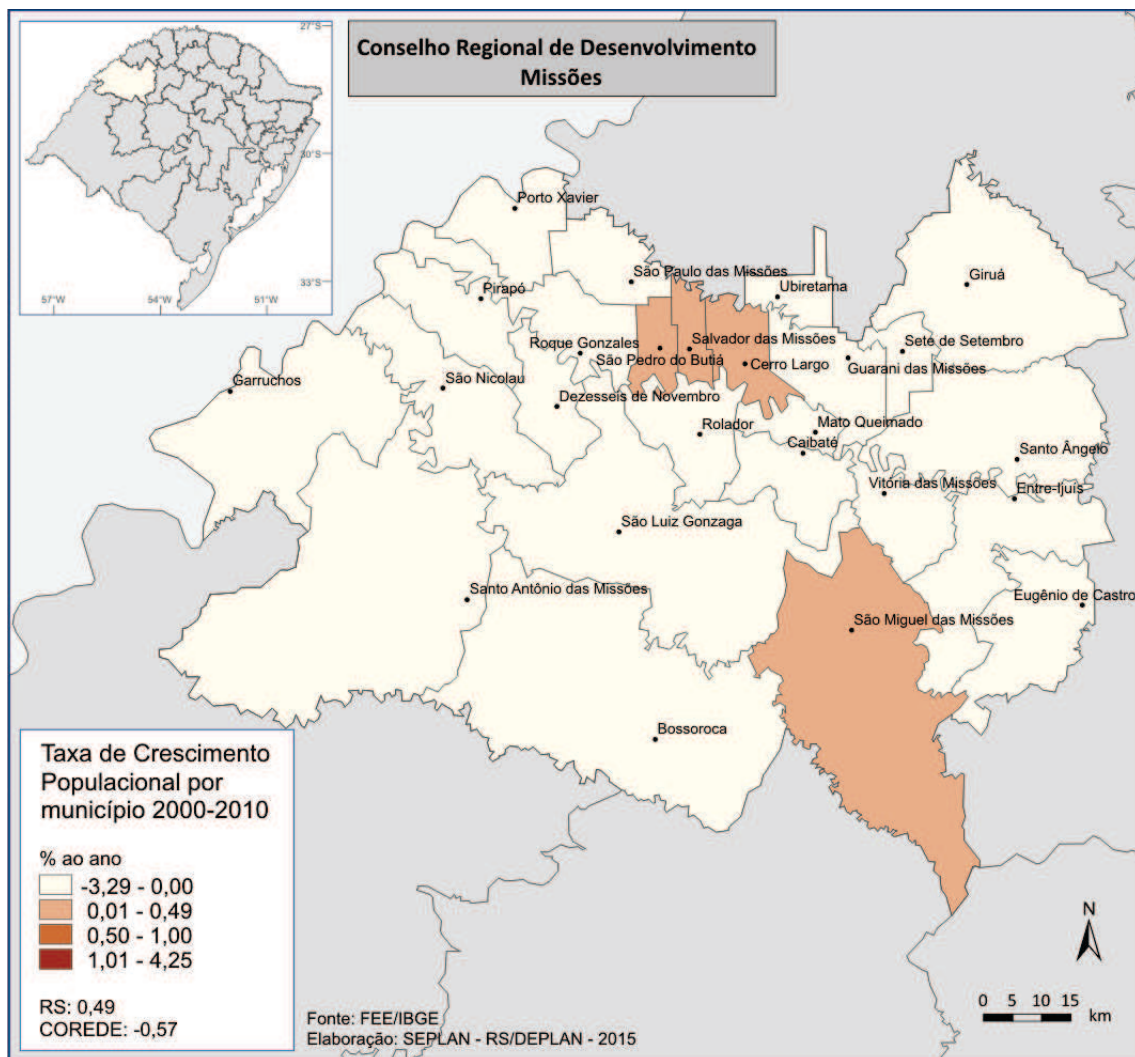 Conselho Regional de Desenvolvimento
Missões
27°S
30°S
33°S
57°W
54°W
51°W
Porto Xavier
São Paulo das Missões
Ubiretama
Giruá
Pirapó
Roque Gonzales
Salvador das Missões
Sete de Setembro
São Pedro do Butiá
Cerro Largo
Guarani das Missões
Garruchos
São Nicolau
Dezesseis de Novembro
Rolador
Mato Queimado
Caibaté
Santo Ângelo
Vitória das Missões
Entre-Ijuís
São Luiz Gonzaga
Santo Antônio das Missões
Eugênio de Castro
São Miguel das Missões
Bossoroca
Taxa de Crescimento
Populacional por
município 2000-2010
% ao ano
-3,29 - 0,00
0,01 - 0,49
0,50 - 1,00
1,01 - 4,25
RS: 0,49
COREDE: -0,57
Fonte: FEE/IBGE
Elaboração: SEPLAN - RS/DEPLAN - 2015
N
0 5 10 15
km